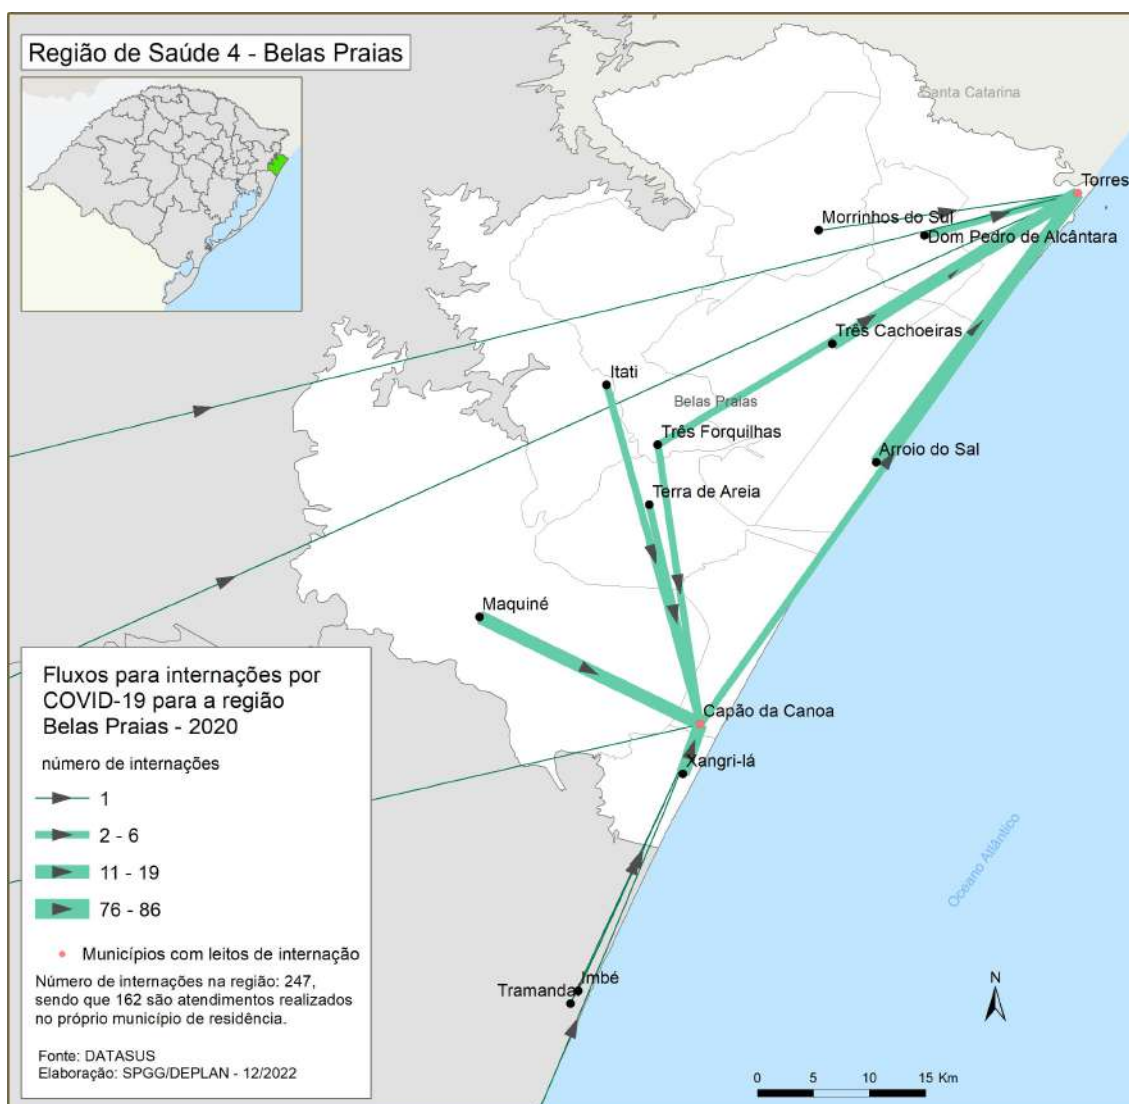 Região de Saúde 4 - Belas Praias
Santa Catarina
Torres
Morrinhos do Sul
Dom Pedro de Alcântara
Três Cachoeiras
Itati
Belas Praias
Três Forquilhas
Arroio do Sal
Terra de Areia
Maquiné
Capão da Canoa
Xangri-lá
Oceano Atlântico
Imbé
Tramanda
Fluxos para internações por
COVID-19 para a região
Belas Praias - 2020
número de internações
1
2 - 6
11 - 19
76 - 86
Municípios com leitos de internação
Número de internações na região: 247,
sendo que 162 são atendimentos realizados
no próprio município de residência.
Fonte: DATASUS
Elaboração: SPGG/DEPLAN - 12/2022
N
0 5 10 15 Km